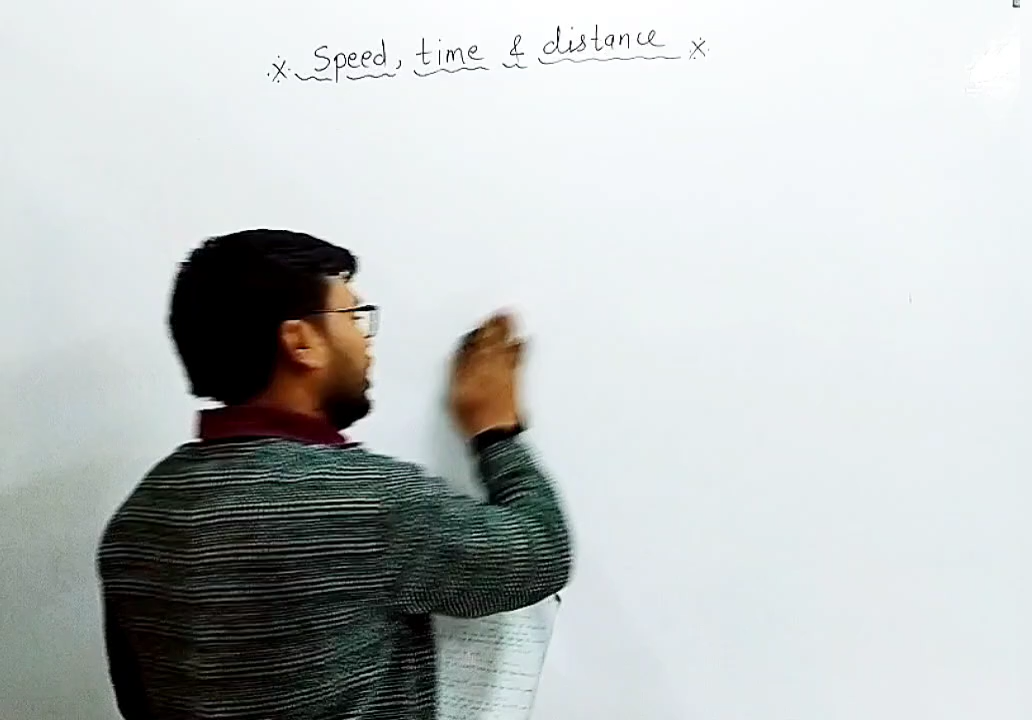 ※ Speed, time & distance ※